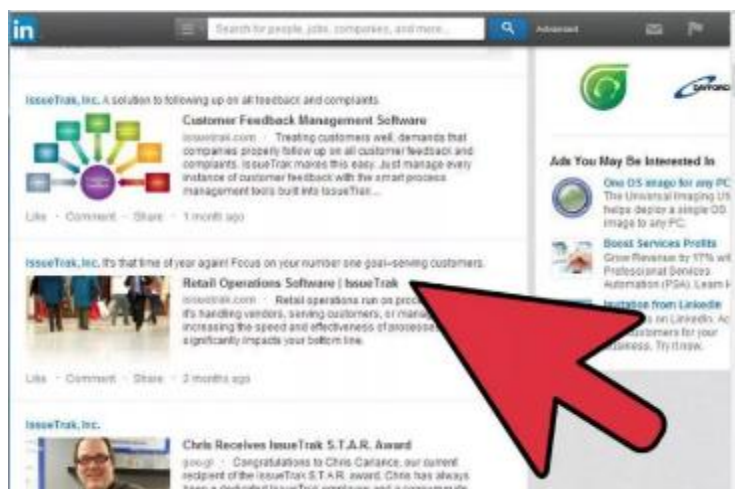 in
Search for people, jobs, companies, and more...
Advanced
IssueTrak, Inc. A solution to following up on all feedback and complaints.
Customer Feedback Management Software
issuetrak.com · Treating customers well, demands that
companies properly follow up on all customer feedback and
complaints. IssueTrak makes this easy. Just manage every
instance of customer feedback with the smart process
management tools built into IssueTrak...
Like · Comment · Share · 1 month ago
IssueTrak, Inc. It's that time of year again! Focus on your number one goal–serving customers.
Retail Operations Software | IssueTrak
issuetrak.com · Retail operations run on
it's handling vendors, serving customers, or
increasing the speed and effectiveness of processes
significantly impacts your bottom line.
Like · Comment · Share · 2 months ago
IssueTrak, Inc.
Chris Receives IssueTrak S.T.A.R. Award
goo.gl · Congratulations to Chris our current
recipient of the IssueTrak S.T.A.R. award. Chris has always
been a dedicated IssueTrak employee and a
Ads You May Be Interested In
One OS image for any PC
The Universal Imaging
helps deploy a single OS
image to any PC.
Boost Services Profits
Grow Revenue by 17%
Professional Services
Automation (PSA). Learn
Invitation from LinkedIn
on LinkedIn.
customers for your
business. Try it now.